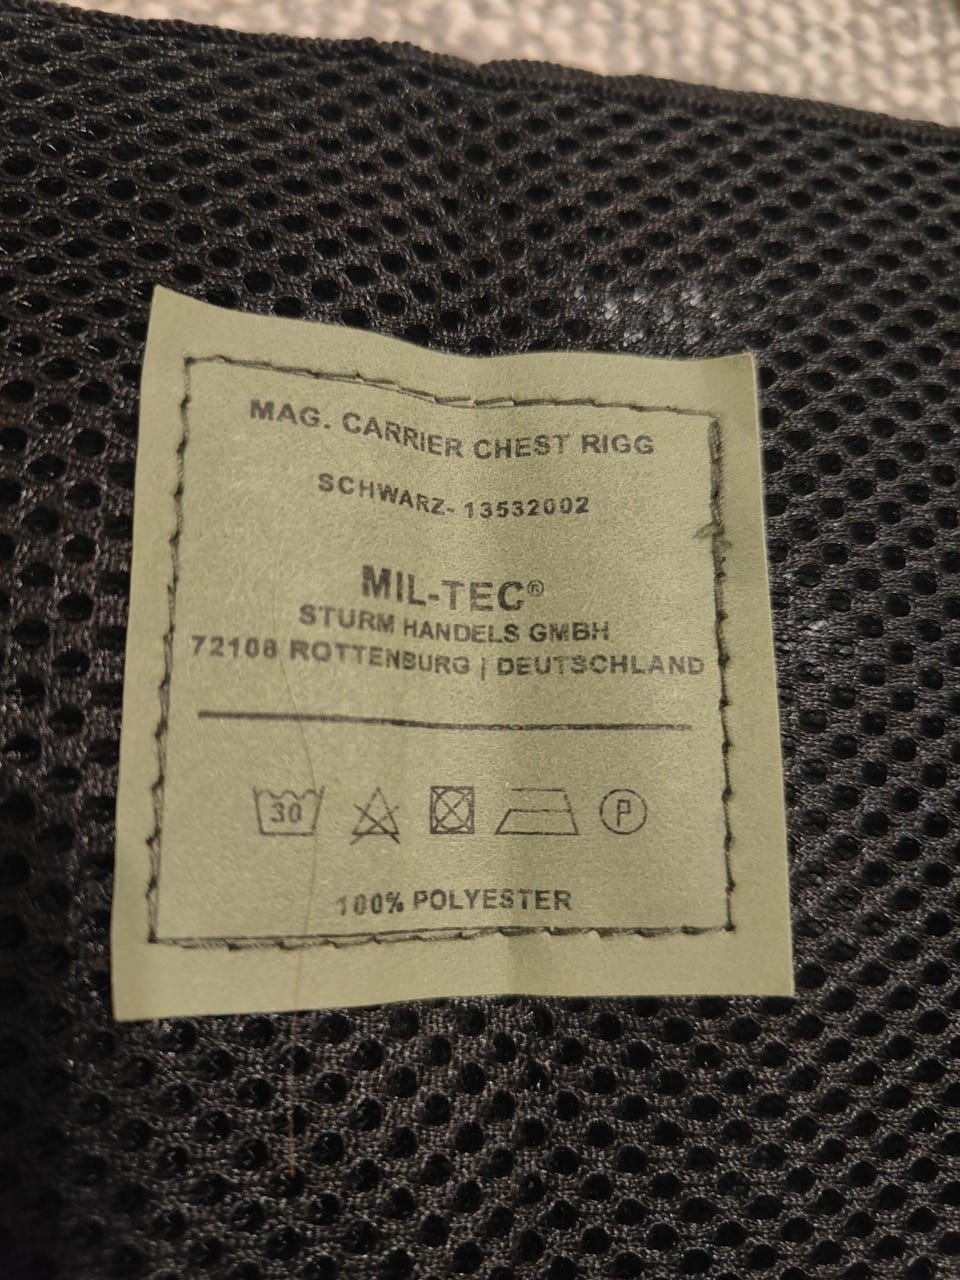 MAG. CARRIER CHEST RIGG
SCHWARZ- 13532002
MIL-TEC®
STURM HANDELS GMBH
72108 ROTTENBURG | DEUTSCHLAND
30 P
100% POLYESTER